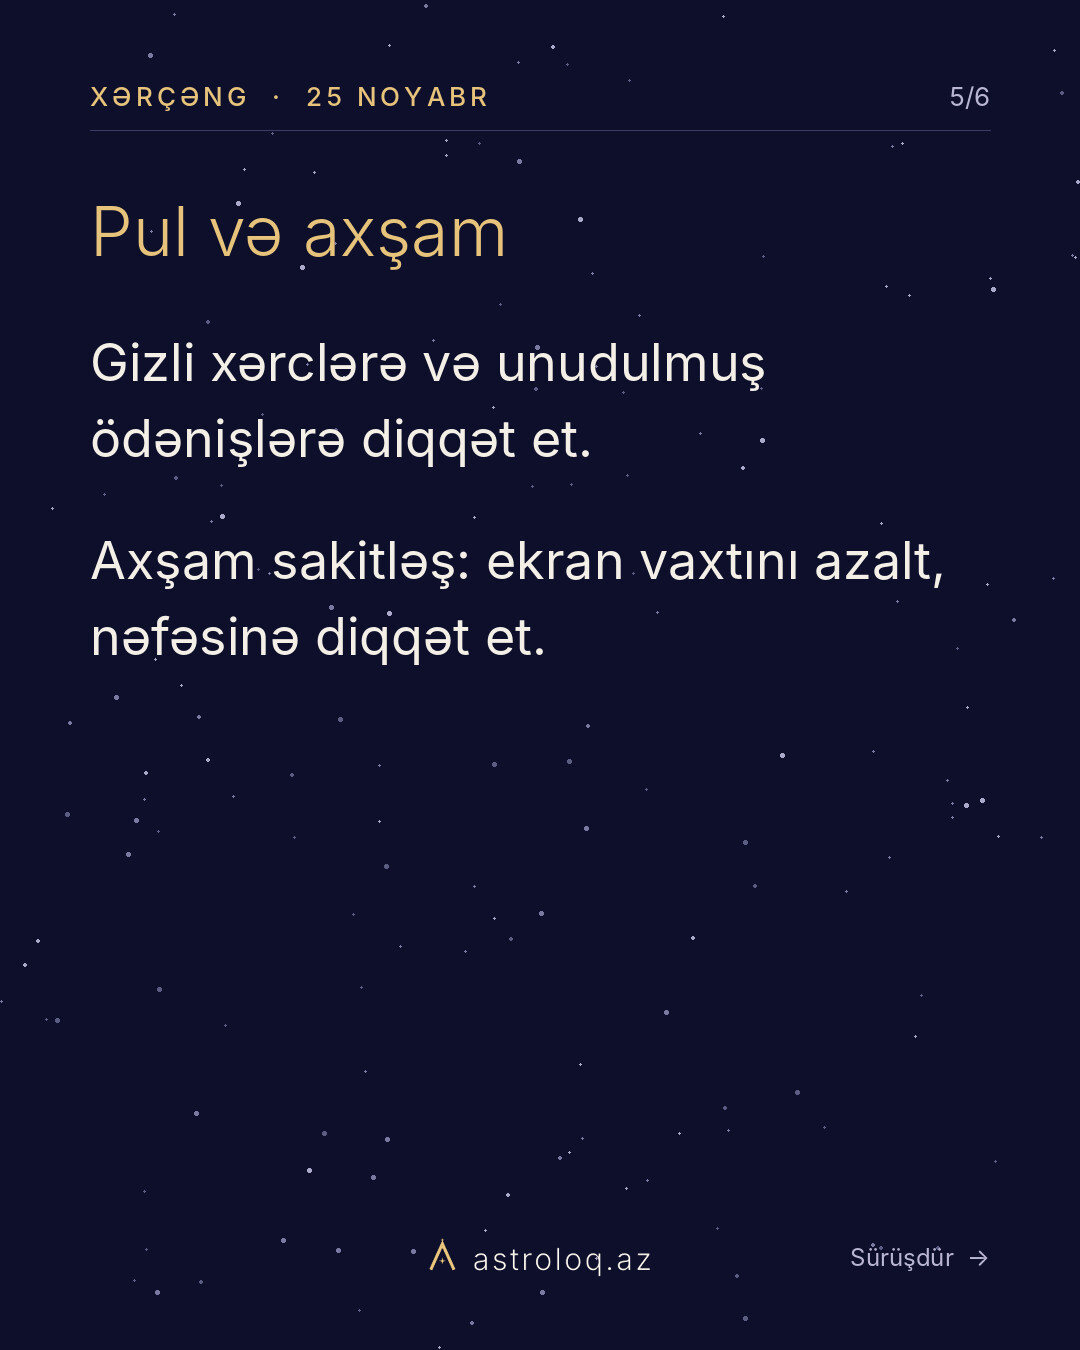 XƏRÇƏNG · 25 NOYABR 5/6
Pul və axşam
Gizli xərclərə və unudulmuş
ödənişlərə diqqət et.
Axşam sakitləş: ekran vaxtını azalt,
nəfəsinə diqqət et.
astroloq.az
Sürüşdür →